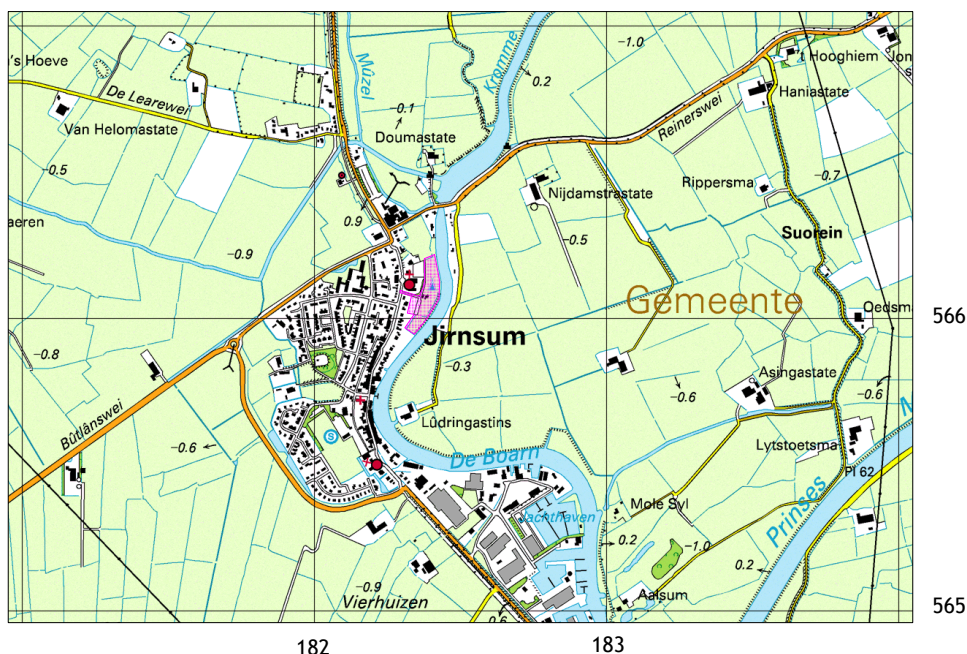 's Hoeve
De Learewei
Van Helomastate
Mûzel
-0.1
Doumastate
Kromme
0.2
-1.0
't Hooghiem
Haniastate
Reinerswei
-0.5
aeren
-0.9
0.9
Nijdamstrastate
-0.5
Rippersma
-0.7
Suorein
Gemeente
Oedsm
566
Jirnsum
-0.8
-0.3
Bûtlânswei
-0.6
Lûdringastins
-0.6
Asingastate
-0.6
Lytstoetsma
Pl 62
De Boarn
S
Jachthaven
Mole Syl
Prinses
0.2
-1.0
0.2
-0.9
Vierhuizen
Aalsum
0.6
565
182
183